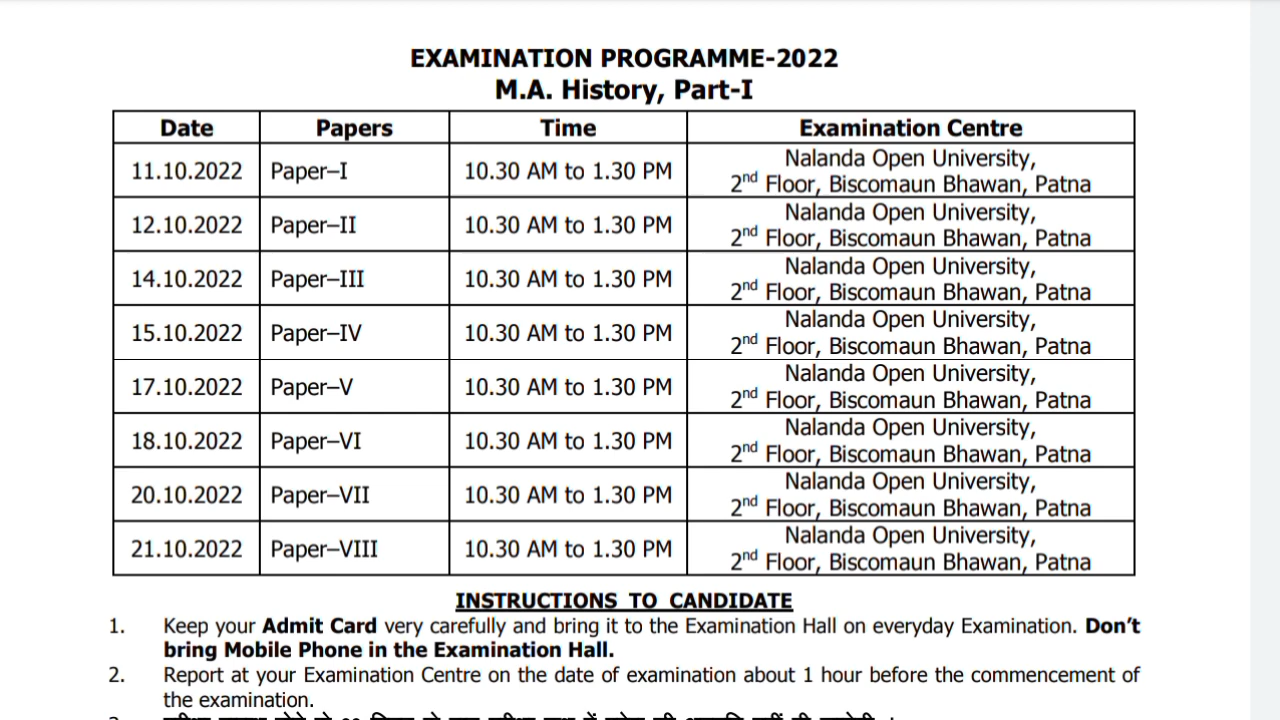 EXAMINATION PROGRAMME-2022
M.A. History, Part-I
Date Papers Time Examination Centre
11.10.2022 Paper–I 10.30 AM to 1.30 PM Nalanda Open University,
2nd Floor, Biscomaun Bhawan, Patna
12.10.2022 Paper–II 10.30 AM to 1.30 PM Nalanda Open University,
2nd Floor, Biscomaun Bhawan, Patna
14.10.2022 Paper–III 10.30 AM to 1.30 PM Nalanda Open University,
2nd Floor, Biscomaun Bhawan, Patna
15.10.2022 Paper–IV 10.30 AM to 1.30 PM Nalanda Open University,
2nd Floor, Biscomaun Bhawan, Patna
17.10.2022 Paper–V 10.30 AM to 1.30 PM Nalanda Open University,
2nd Floor, Biscomaun Bhawan, Patna
18.10.2022 Paper–VI 10.30 AM to 1.30 PM Nalanda Open University,
2nd Floor, Biscomaun Bhawan, Patna
20.10.2022 Paper–VII 10.30 AM to 1.30 PM Nalanda Open University,
2nd Floor, Biscomaun Bhawan, Patna
21.10.2022 Paper–VIII 10.30 AM to 1.30 PM Nalanda Open University,
2nd Floor, Biscomaun Bhawan, Patna
INSTRUCTIONS TO CANDIDATE
1. Keep your Admit Card very carefully and bring it to the Examination Hall on everyday Examination. Don't
bring Mobile Phone in the Examination Hall.
2. Report at your Examination Centre on the date of examination about 1 hour before the commencement of
the examination.